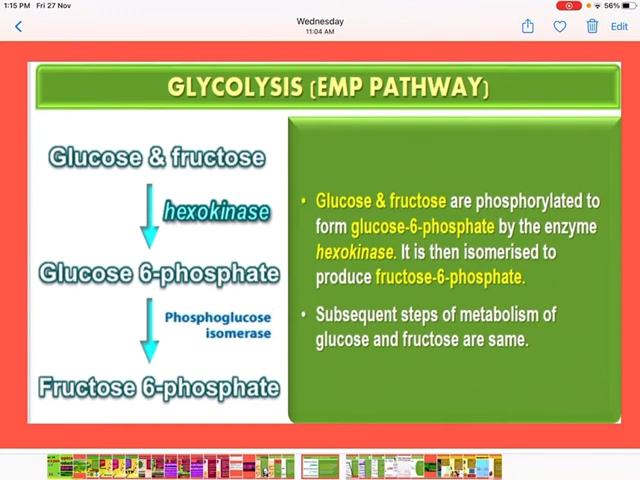 1:15 PM Fri 27 Nov
56%
Wednesday
11:04 AM
Edit
GLYCOLYSIS (EMP PATHWAY)
Glucose & fructose
hexokinase
Glucose 6-phosphate
Phosphoglucose
isomerase
Fructose 6-phosphate
• Glucose & fructose are phosphorylated to
form glucose-6-phosphate by the enzyme
hexokinase. It is then isomerised to
produce fructose-6-phosphate.
• Subsequent steps of metabolism of
glucose and fructose are same.